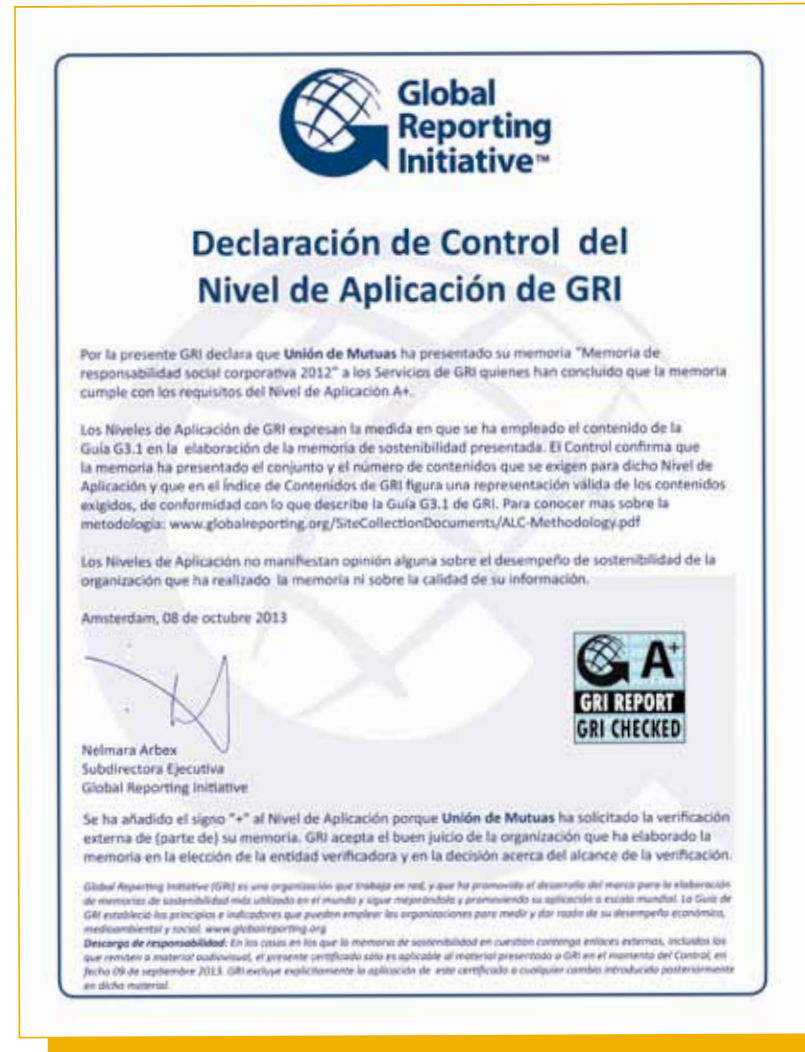 Global
Reporting
Initiative™
Declaración de Control del
Nivel de Aplicación de GRI
Por la presente GRI declara que Unión de Mutuas ha presentado su memoria "Memoria de
responsabilidad social corporativa 2012" a los Servicios de GRI quienes han concluido que la memoria
cumple con los requisitos del Nivel de Aplicación A+.
Los Niveles de Aplicación de GRI expresan la medida en que se ha empleado el contenido de la
Guía G3.1 en la elaboración de la memoria de sostenibilidad presentada. El Control confirma que
la memoria ha presentado el conjunto y el número de contenidos que se exigen para dicho Nivel de
Aplicación y que en el Índice de Contenidos de GRI figura una representación válida de los contenidos
exigidos, de conformidad con lo que describe la Guía G3.1 de GRI. Para conocer mas sobre la
metodología: www.globalreporting.org/SiteCollectionDocuments/ALC-Methodology.pdf
Los Niveles de Aplicación no manifiestan opinión alguna sobre el desempeño de sostenibilidad de la
organización que ha realizado la memoria ni sobre la calidad de su información.
Amsterdam, 08 de octubre 2013
A+
GRI REPORT
GRI CHECKED
Nelmara Arbex
Subdirectora Ejecutiva
Global Reporting Initiative
Se ha añadido el signo "+" al Nivel de Aplicación porque Unión de Mutuas ha solicitado la verificación
externa de (parte de) su memoria. GRI acepta el buen juicio de la organización que ha elaborado la
memoria en la elección de la entidad verificadora y en la decisión acerca del alcance de la verificación.
Global Reporting Initiative (GRI) es una organización que trabaja en red, y que ha promovido el desarrollo del marco para la elaboración
de memorias de sostenibilidad más utilizado en el mundo y sigue mejorándola y promoviendo su aplicación a escala mundial. La Guía de
GRI estableció los principios e indicadores que pueden emplear las organizaciones para medir y dar razón de su desempeño económico,
medioambiental y social. www.globalreporting.org
Descargo de responsabilidad: En los casos en los que la memoria de sostenibilidad en cuestión contenga enlaces externos, incluidos los
que remiten a material audiovisual, el presente certificado sólo es aplicable al material presentado a GRI en el momento del Control, en
fecha 09 de septiembre 2013. GRI excluye explícitamente la aplicación de este certificado a cualquier cambio introducido posteriormente
en dicho material.